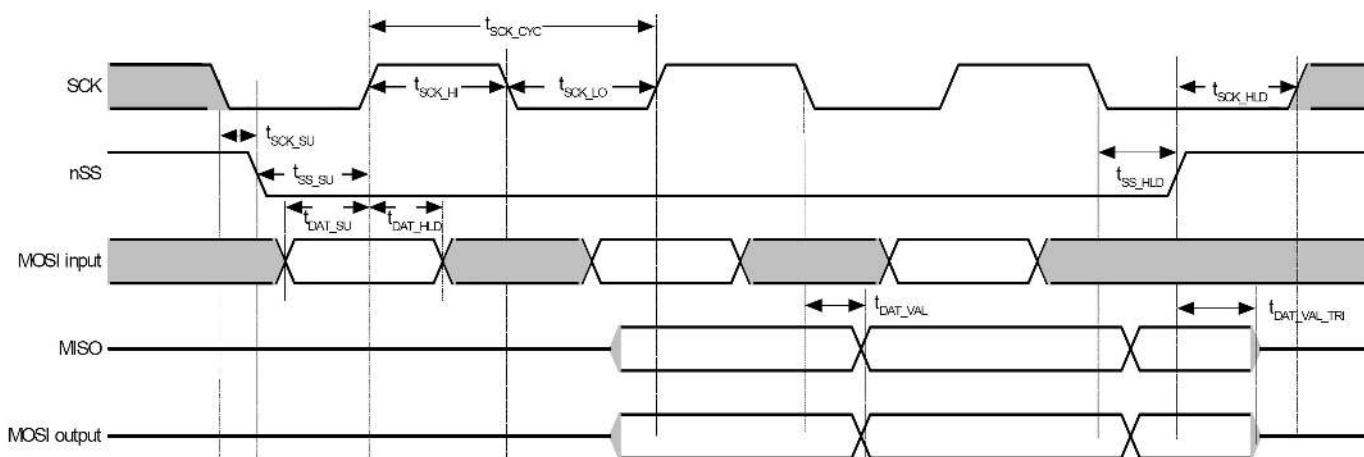 tSCK_CYC
SCK
tSCK_HI
tSCK_LO
tSCK_HLD
tSCK_SU
nSS
tSS_SU
tSS_HLD
tDAT_SU
tDAT_HLD
MOSI input
tDAT_VAL
tDAT_VAL_TRI
MISO
MOSI output